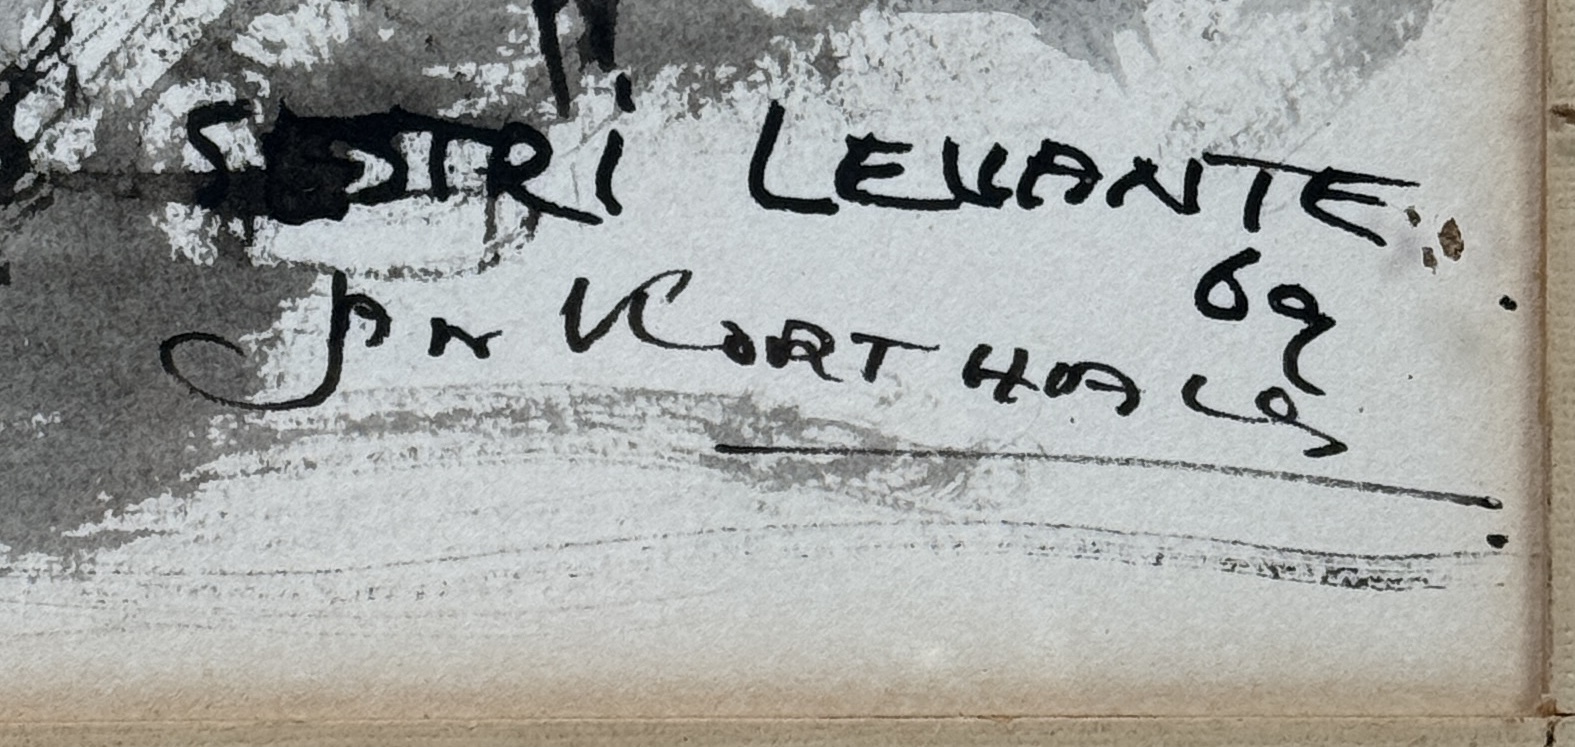 SESTRI LEVANTE
69
JAN KORTHALS